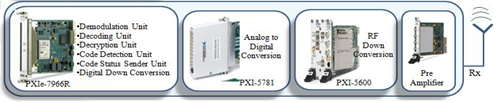 •Demodulation Unit
•Decoding Unit
•Decryption Unit
•Code Detection Unit
•Code Status Sender Unit
•Digital Down Conversion
PXIe-7966R
Analog to
Digital
Conversion
PXI-5781
RF
Down
Conversion
PXI-5600
Pre
Amplifier
Rx